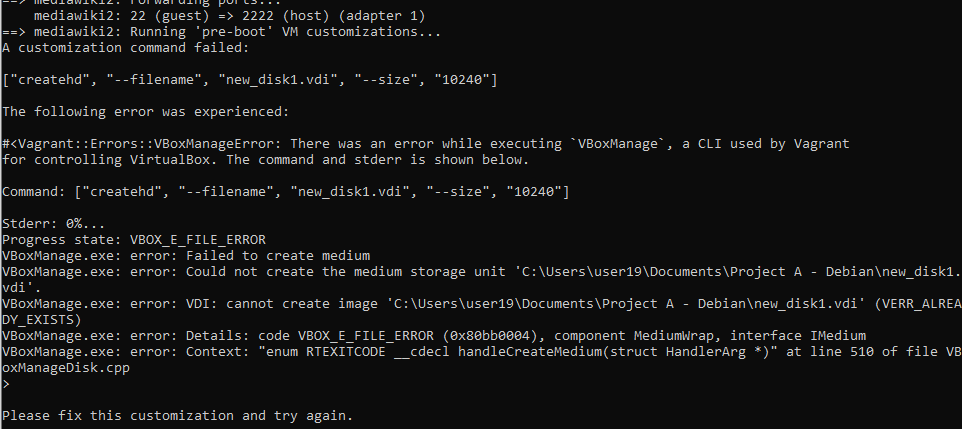 ==> mediawiki2: Forwarding ports...
    mediawiki2: 22 (guest) => 2222 (host) (adapter 1)
==> mediawiki2: Running 'pre-boot' VM customizations...
A customization command failed:
["createhd", "--filename", "new_disk1.vdi", "--size", "10240"]
The following error was experienced:
#<Vagrant::Errors::VBoxManageError: There was an error while executing `VBoxManage`, a CLI used by Vagrant
for controlling VirtualBox. The command and stderr is shown below.
Command: ["createhd", "--filename", "new_disk1.vdi", "--size", "10240"]
Stderr: 0%...
Progress state: VBOX_E_FILE_ERROR
VBoxManage.exe: error: Failed to create medium
VBoxManage.exe: error: Could not create the medium storage unit 'C:\Users\user19\Documents\Project A - Debian\new_disk1.
vdi'.
VBoxManage.exe: error: VDI: cannot create image 'C:\Users\user19\Documents\Project A - Debian\new_disk1.vdi' (VERR_ALREA
DY_EXISTS)
VBoxManage.exe: error: Details: code VBOX_E_FILE_ERROR (0x80bb0004), component MediumWrap, interface IMedium
VBoxManage.exe: error: Context: "enum RTEXITCODE __cdecl handleCreateMedium(struct HandlerArg *)" at line 510 of file VB
oxManageDisk.cpp
>
Please fix this customization and try again.